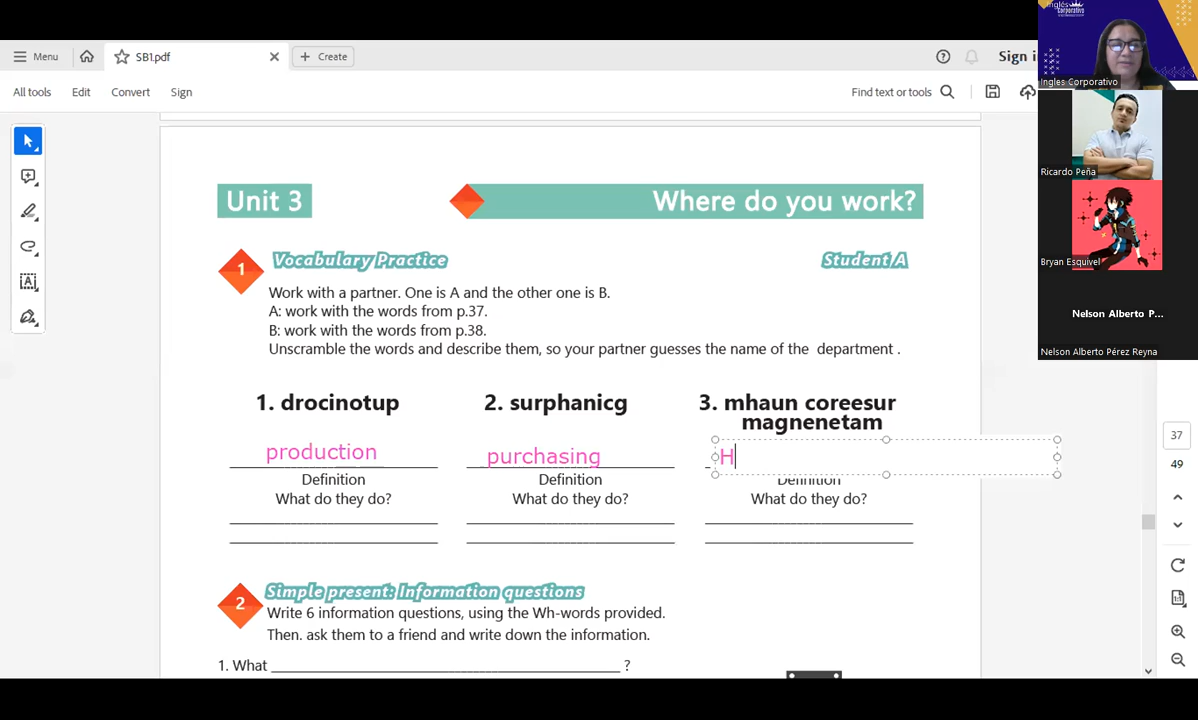 Menu
SB1.pdf
Create
Sign i
All tools
Edit
Convert
Sign
Find text or tools
Inglés
Corporativo
Ingles Corporativo
Ricardo Peña
Bryan Esquivel
Nelson Alberto P...
Nelson Alberto Pérez Reyna
Unit 3
Where do you work?
1
Vocabulary Practice
Student A
Work with a partner. One is A and the other one is B.
A: work with the words from p.37.
B: work with the words from p.38.
Unscramble the words and describe them, so your partner guesses the name of the department .
1. drocinotup
2. surphanicg
3. mhaun coreesur
magnenetam
production
purchasing
H
Definition
Definition
Definition
What do they do?
What do they do?
What do they do?
2
Simple present: Information questions
Write 6 information questions, using the Wh-words provided.
Then. ask them to a friend and write down the information.
1. What ?
37
49